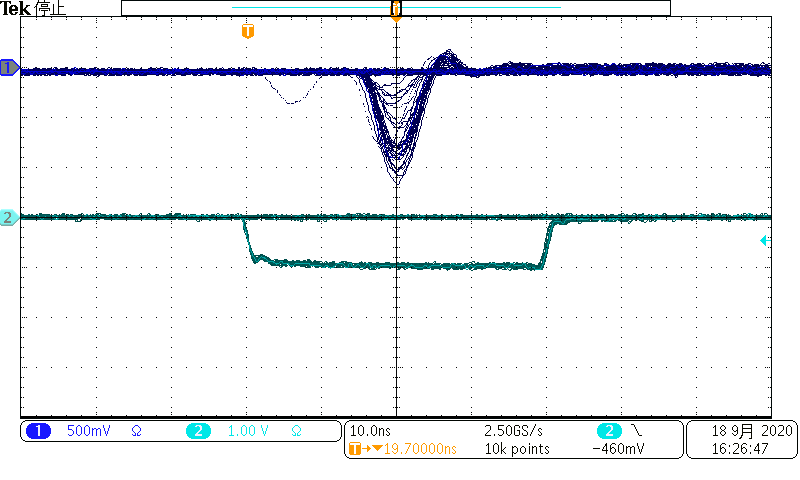 Tek 停止
T
1
2
1 500mV Ω 2 1.00 V Ω
10.0ns 2.50GS/s 2
T→▼19.70000ns 10k points −460mV
18 9月 2020
16:26:47